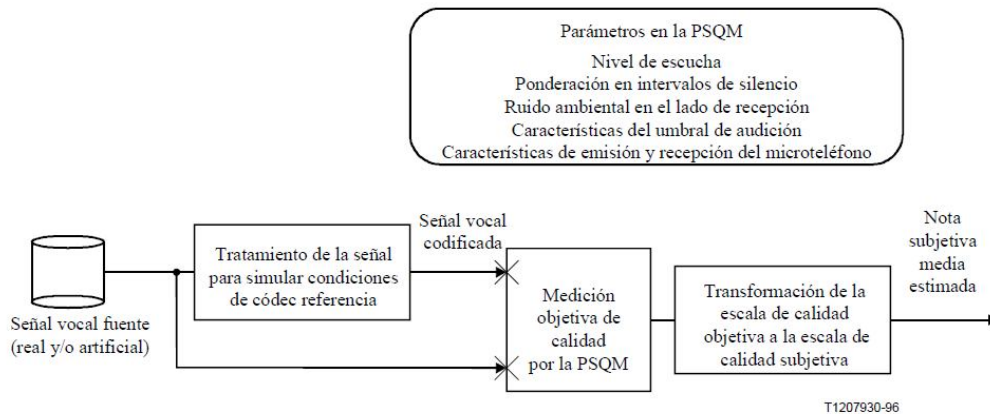 Parámetros en la PSQM
Nivel de escucha
Ponderación en intervalos de silencio
Ruido ambiental en el lado de recepción
Características del umbral de audición
Características de emisión y recepción del microteléfono
Señal vocal fuente
(real y/o artificial)
Tratamiento de la señal
para simular condiciones
de códec referencia
Señal vocal
codificada
Medición
objetiva de
calidad
por la PSQM
Transformación de la
escala de calidad
objetiva a la escala de
calidad subjetiva
Nota
subjetiva
media
estimada
T1207930-96